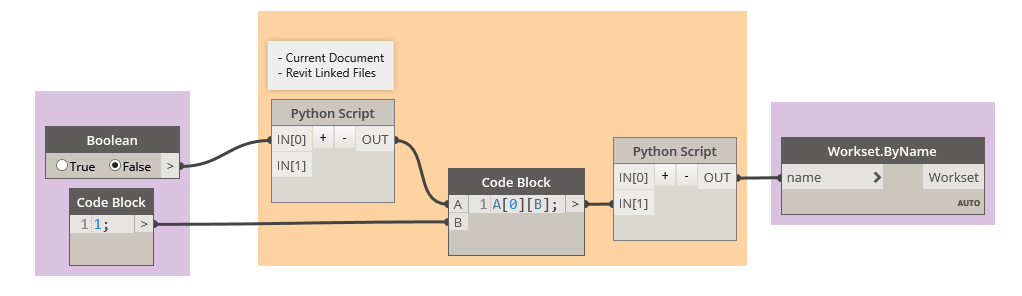 - Current Document
- Revit Linked Files
Python Script
IN[0] + - OUT
IN[1]
Boolean
True False >
Code Block
1 1; >
Code Block
A 1 A[0][B]; >
B
Python Script
IN[0] + - OUT
IN[1]
Workset.ByName
name > Workset
AUTO